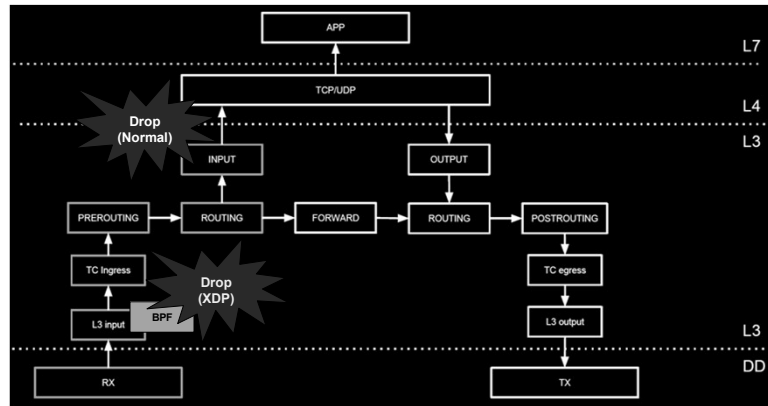 APP
L7
TCP/UDP
L4
Drop
(Normal)
L3
INPUT
OUTPUT
PREROUTING
ROUTING
FORWARD
ROUTING
POSTROUTING
TC Ingress
Drop
(XDP)
TC egress
L3 input
BPF
L3 output
L3
DD
RX
TX